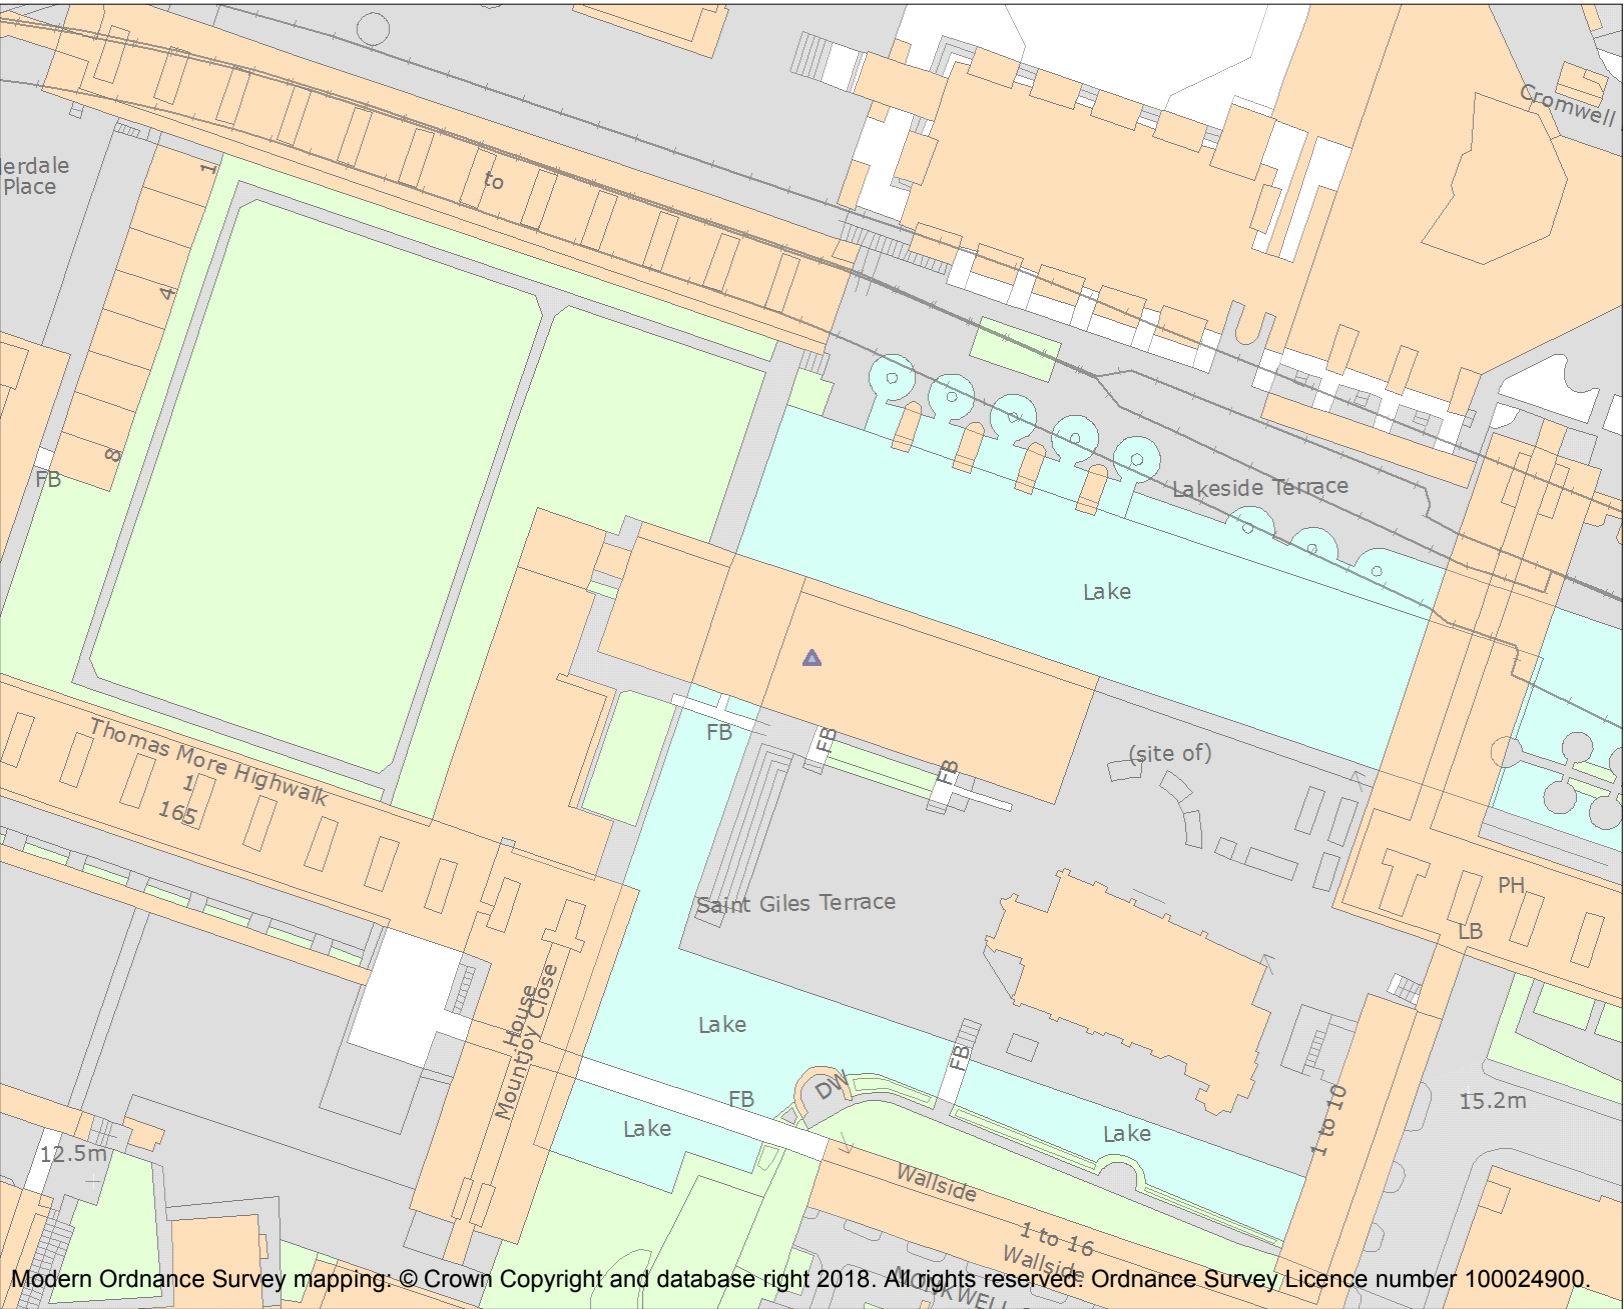 Cromwell
erdale
Place
1
to
4
8
FB
Lakeside Terrace
Lake
Thomas More Highwalk
1
165
FB
FB
FB
(site of)
PH
LB
Saint Giles Terrace
House
Mountjoy Close
Lake
FB
DW
FB
Lake
Lake
1 to 10
15.2m
12.5m
Wallside
1 to 16
Wallside
Modern Ordnance Survey mapping: © Crown Copyright and database right 2018. All rights reserved. Ordnance Survey Licence number 100024900.